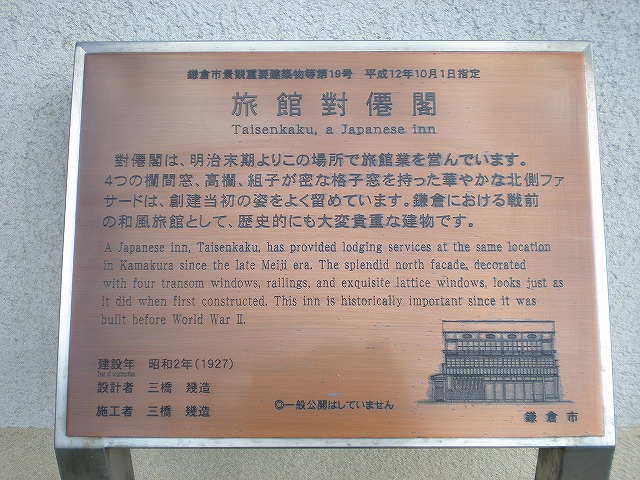 鎌倉市景観重要建築物等第19号　平成12年10月1日指定
旅館對僊閣
Taisenkaku, a Japanese inn
對僊閣は、明治末期よりこの場所で旅館業を営んでいます。
4つの欄間窓、高欄、組子が密な格子窓を持った華やかな北側ファ
サードは、創建当初の姿をよく留めています。鎌倉における戦前
の和風旅館として、歴史的にも大変貴重な建物です。
A Japanese inn, Taisenkaku, has provided lodging services at the same location
in Kamakura since the late Meiji era. The splendid north facade, decorated
with four transom windows, railings, and exquisite lattice windows, looks just as
it did when first constructed. This inn is historically important since it was
built before World War II.
建設年　昭和2年(1927)
Year of construction
設計者　三橋　幾造
施工者　三橋　幾造
◎一般公開はしていません
鎌倉市